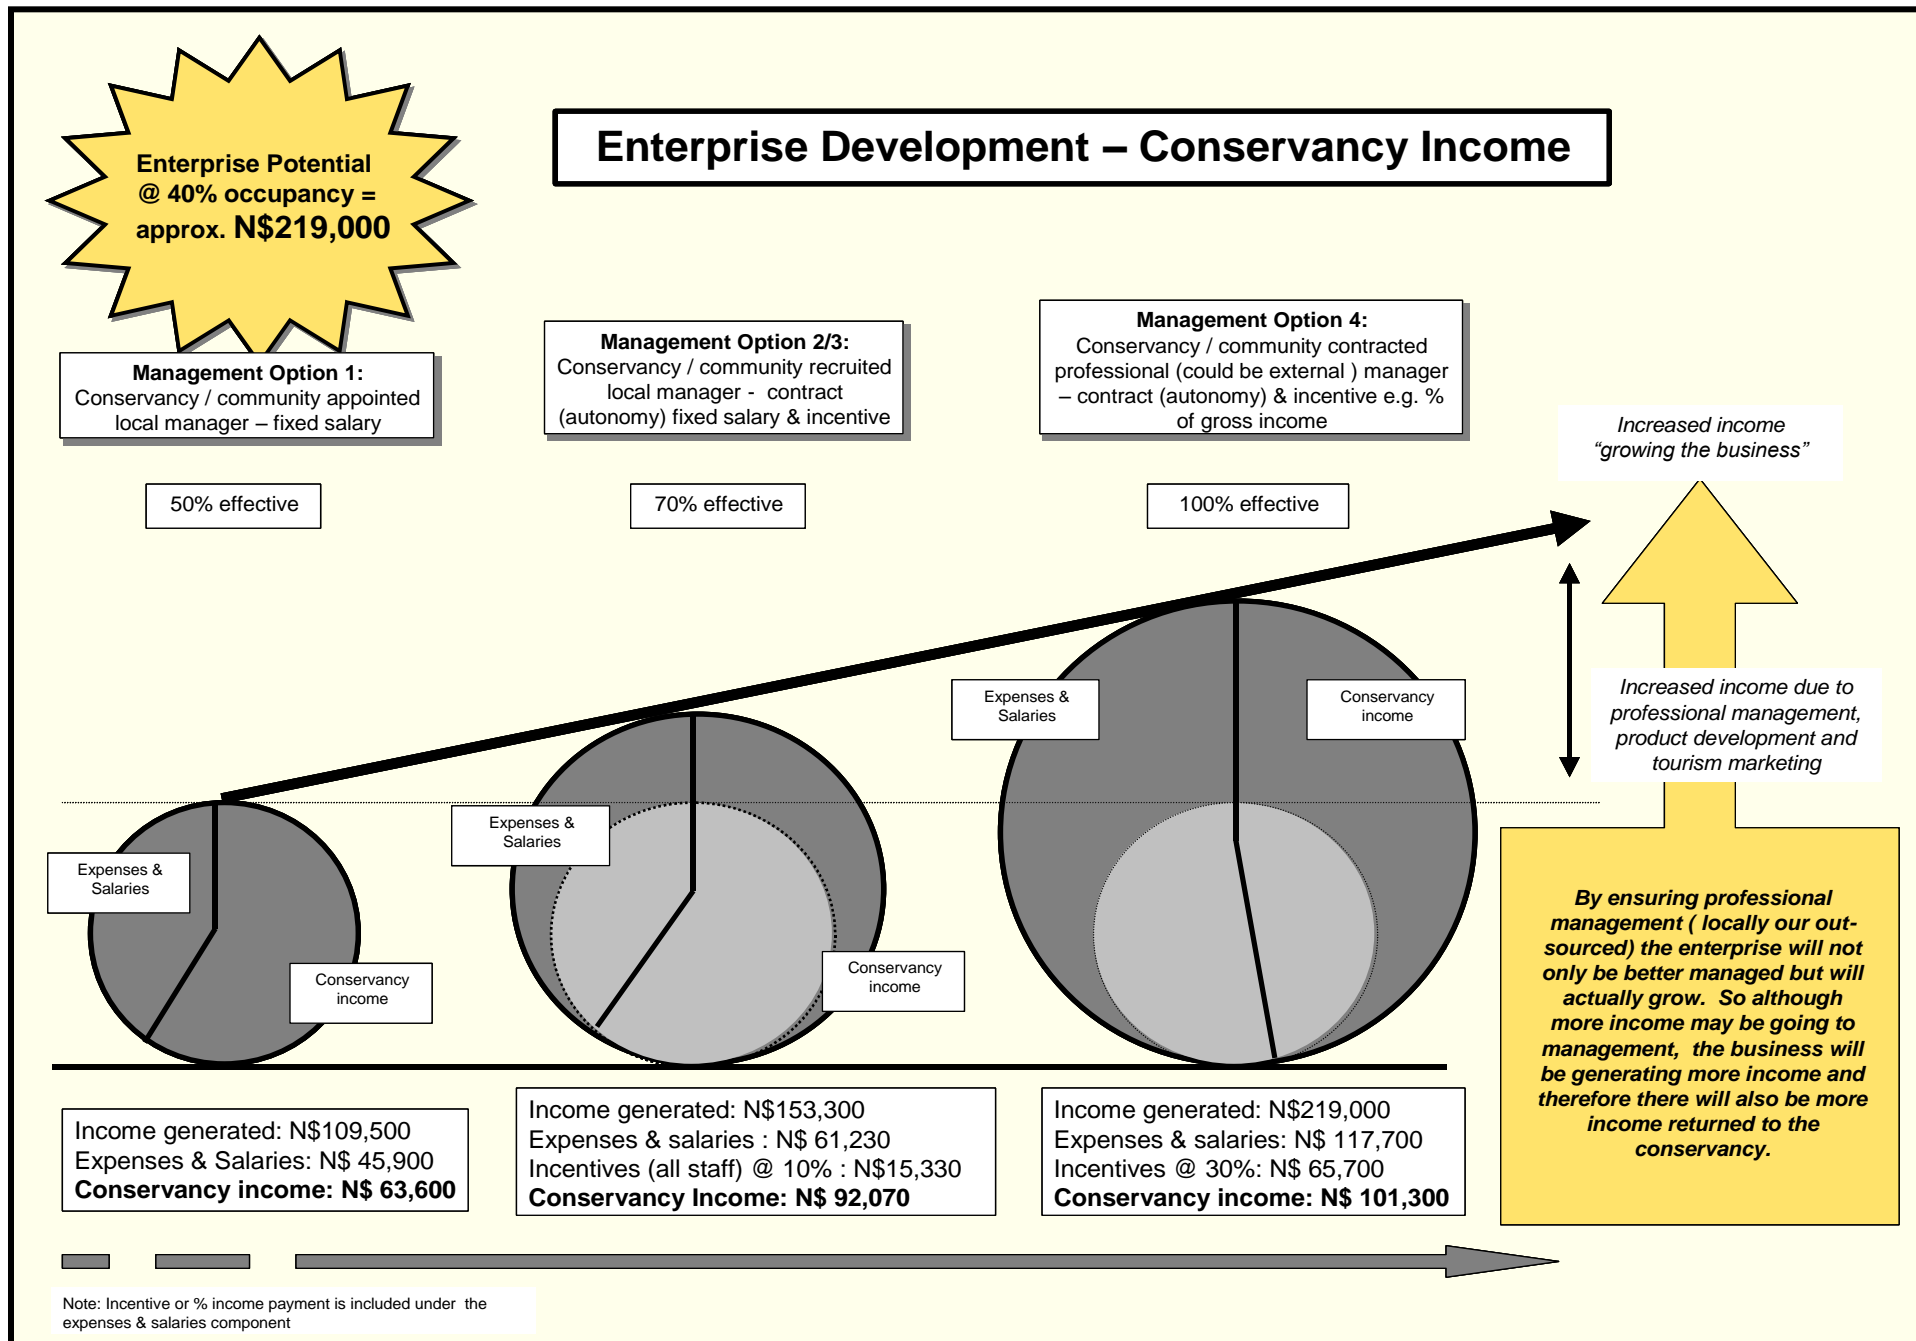 Enterprise Potential
@ 40% occupancy =
approx. N$219,000
Enterprise Development – Conservancy Income
Management Option 1:
Conservancy / community appointed
local manager – fixed salary
Management Option 2/3:
Conservancy / community recruited
local manager -  contract
(autonomy) fixed salary & incentive
Management Option 4:
Conservancy / community contracted
professional (could be external ) manager
– contract (autonomy) & incentive e.g. %
of gross income
50% effective
70% effective
100% effective
Increased income
“growing the business”
Expenses &
Salaries
Conservancy
income
Expenses &
Salaries
Conservancy
income
Expenses &
Salaries
Conservancy
income
Increased income due to
professional management,
product development and
tourism marketing
By ensuring professional
management ( locally our out-
sourced) the enterprise will not
only be better managed but will
actually grow.  So although
more income may be going to
management,  the business will
be generating more income and
therefore there will also be more
income returned to the
conservancy.
Income generated: N$109,500
Expenses & Salaries: N$ 45,900
Conservancy income: N$ 63,600
Income generated: N$153,300
Expenses & salaries : N$ 61,230
Incentives (all staff) @ 10% : N$15,330
Conservancy Income: N$ 92,070
Income generated: N$219,000
Expenses & salaries: N$ 117,700
Incentives @ 30%: N$ 65,700
Conservancy income: N$ 101,300
Note: Incentive or % income payment is included under  the
expenses & salaries component